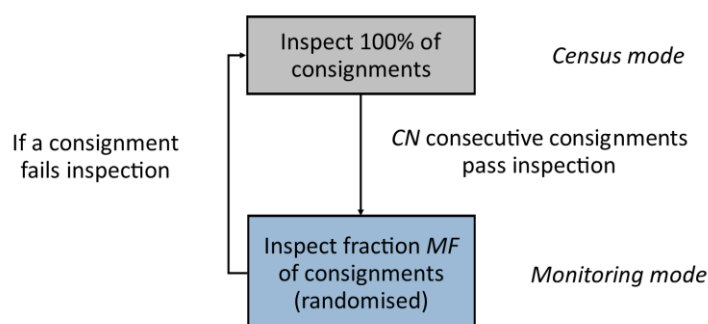 Inspect 100% of
consignments
Census mode
If a consignment
fails inspection
CN consecutive consignments
pass inspection
Inspect fraction MF
of consignments
(randomised)
Monitoring mode